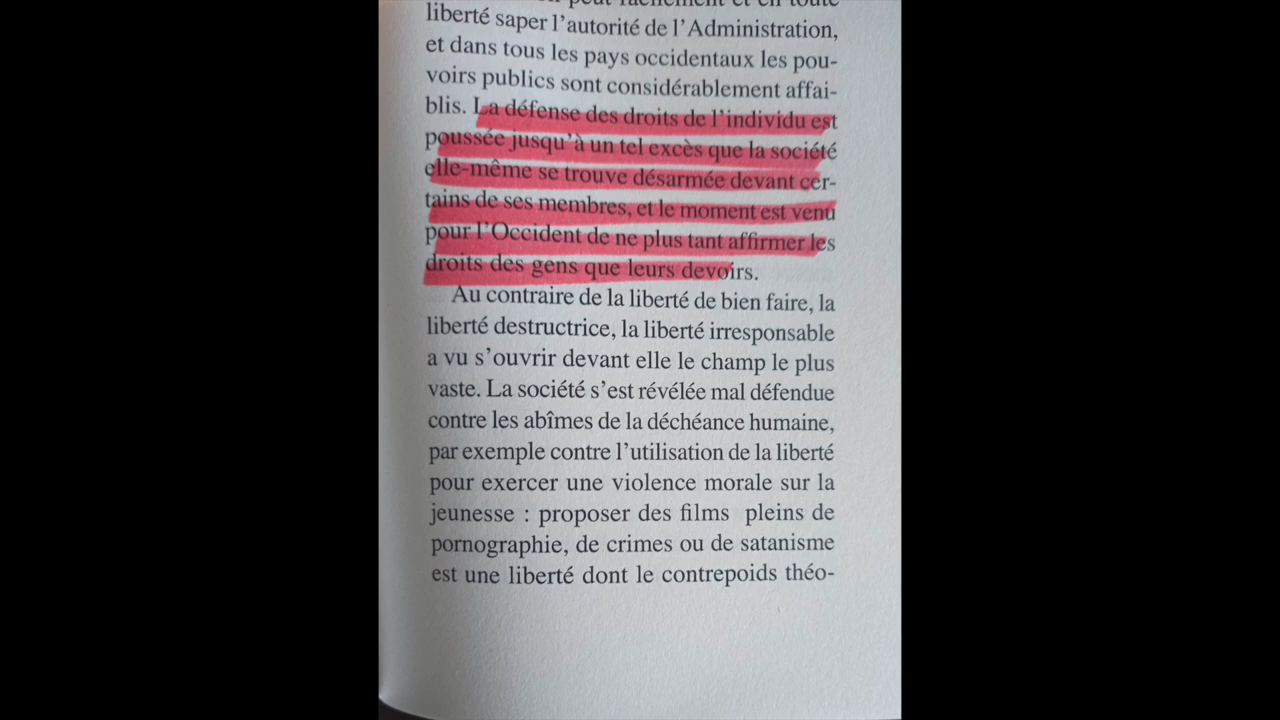 liberté saper l'autorité de l'Administration,
et dans tous les pays occidentaux les pou-
voirs publics sont considérablement affai-
blis. La défense des droits de l'individu est
poussée jusqu'à un tel excès que la société
elle-même se trouve désarmée devant cer-
tains de ses membres, et le moment est venu
pour l'Occident de ne plus tant affirmer les
droits des gens que leurs devoirs.
Au contraire de la liberté de bien faire, la
liberté destructrice, la liberté irresponsable
a vu s'ouvrir devant elle le champ le plus
vaste. La société s'est révélée mal défendue
contre les abîmes de la déchéance humaine,
par exemple contre l'utilisation de la liberté
pour exercer une violence morale sur la
jeunesse : proposer des films pleins de
pornographie, de crimes ou de satanisme
est une liberté dont le contrepoids théo-